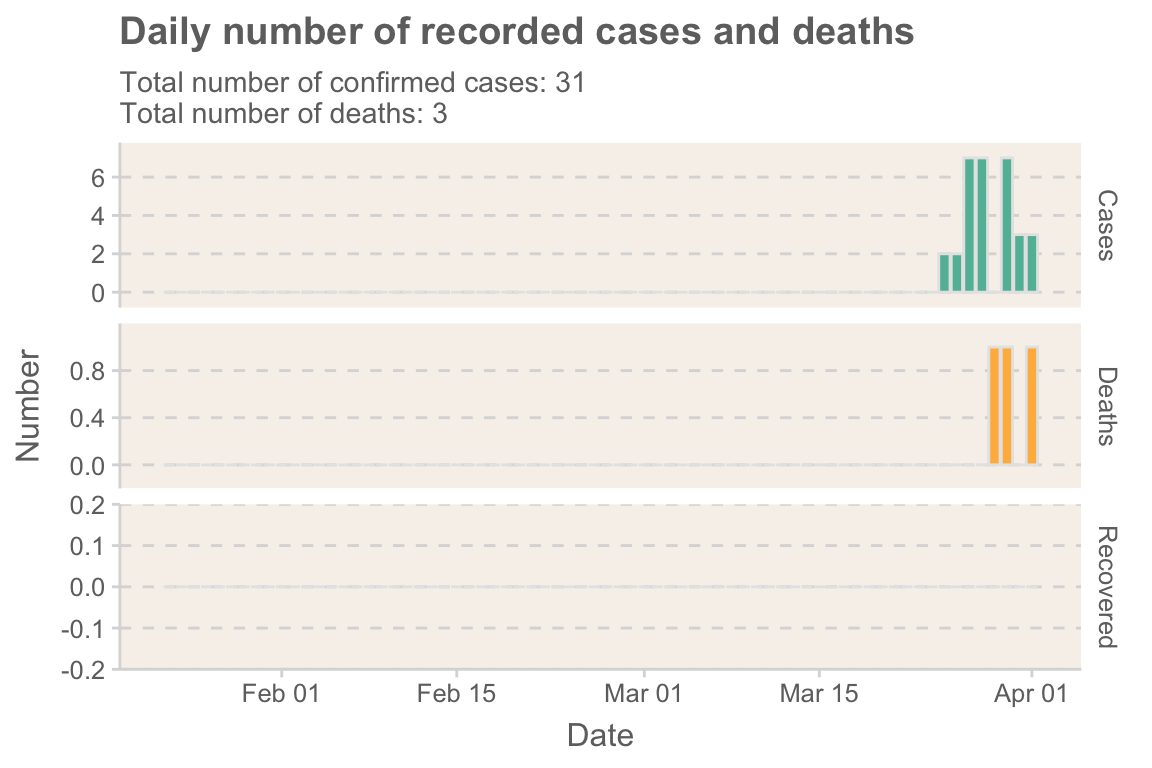 Daily number of recorded cases and deaths
Total number of confirmed cases: 31
Total number of deaths: 3
6
4
2
0
Cases
0.8
0.4
0.0
Deaths
Number
0.2
0.1
0.0
-0.1
-0.2
Recovered
Feb 01 Feb 15 Mar 01 Mar 15 Apr 01
Date